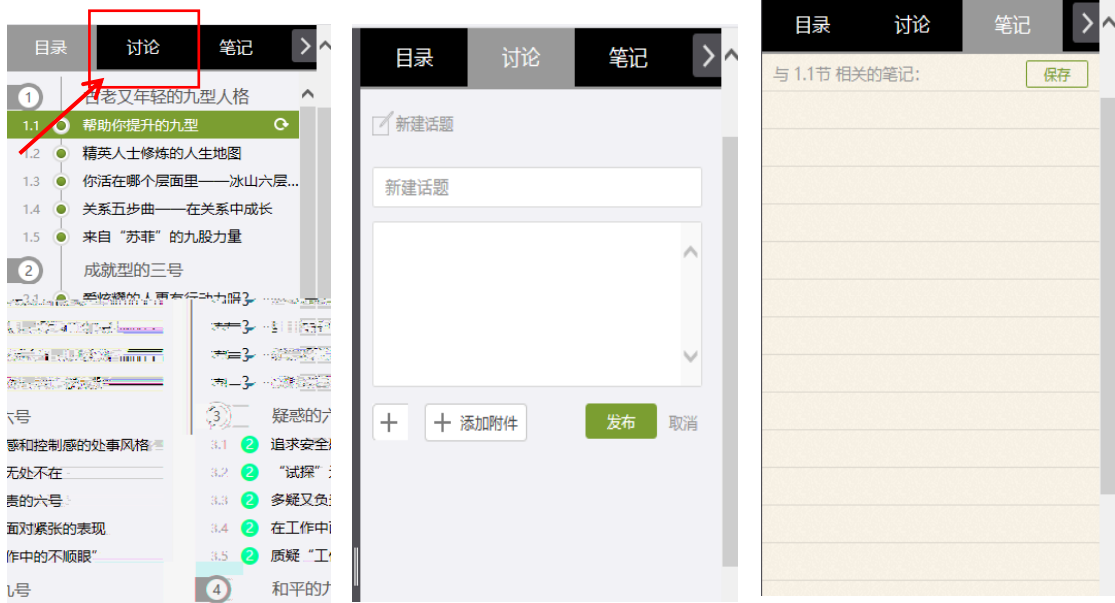 目录 讨论 笔记
1 古老又年轻的九型人格
1.1 帮助你提升的九型
1.2 精英人士修炼的人生地图
1.3 你活在哪个层面里——冰山六层...
1.4 关系五步曲——在关系中成长
1.5 来自“苏菲”的九股力量
2 成就型的三号
六号
感和控制感的处事风格
无处不在
责的六号
面对紧张的表现
作中的不顺眼”
九号
3 疑惑的六
3.1 2 追求安全感
3.2 2 “试探”
3.3 2 多疑又负责
3.4 2 在工作中
3.5 2 质疑“工作
4 和平的九
目录 讨论 笔记
新建话题
新建话题
添加附件 发布 取消
目录 讨论 笔记
与 1.1节 相关的笔记： 保存